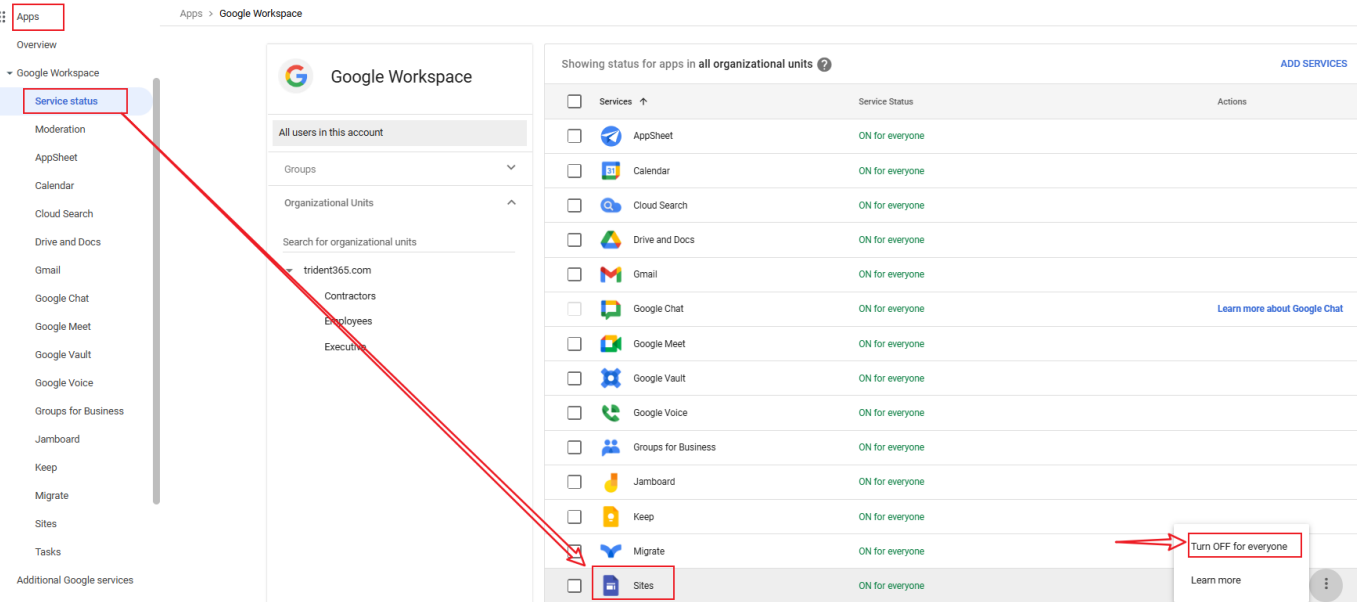 Apps
Overview
Google Workspace
Service status
Moderation
AppSheet
Calendar
Cloud Search
Drive and Docs
Gmail
Google Chat
Google Meet
Google Vault
Google Voice
Groups for Business
Jamboard
Keep
Migrate
Sites
Tasks
Additional Google services
Apps > Google Workspace
Google Workspace
All users in this account
Groups
Organizational Units
Search for organizational units
trident365.com
Contractors
Employees
Executive
Showing status for apps in all organizational units ?
ADD SERVICES
Services ↑ Service Status Actions
AppSheet ON for everyone
31 Calendar ON for everyone
Cloud Search ON for everyone
Drive and Docs ON for everyone
Gmail ON for everyone
Google Chat ON for everyone Learn more about Google Chat
Google Meet ON for everyone
Google Vault ON for everyone
Google Voice ON for everyone
Groups for Business ON for everyone
Jamboard ON for everyone
Keep ON for everyone
Migrate ON for everyone
Sites ON for everyone
Turn OFF for everyone
Learn more